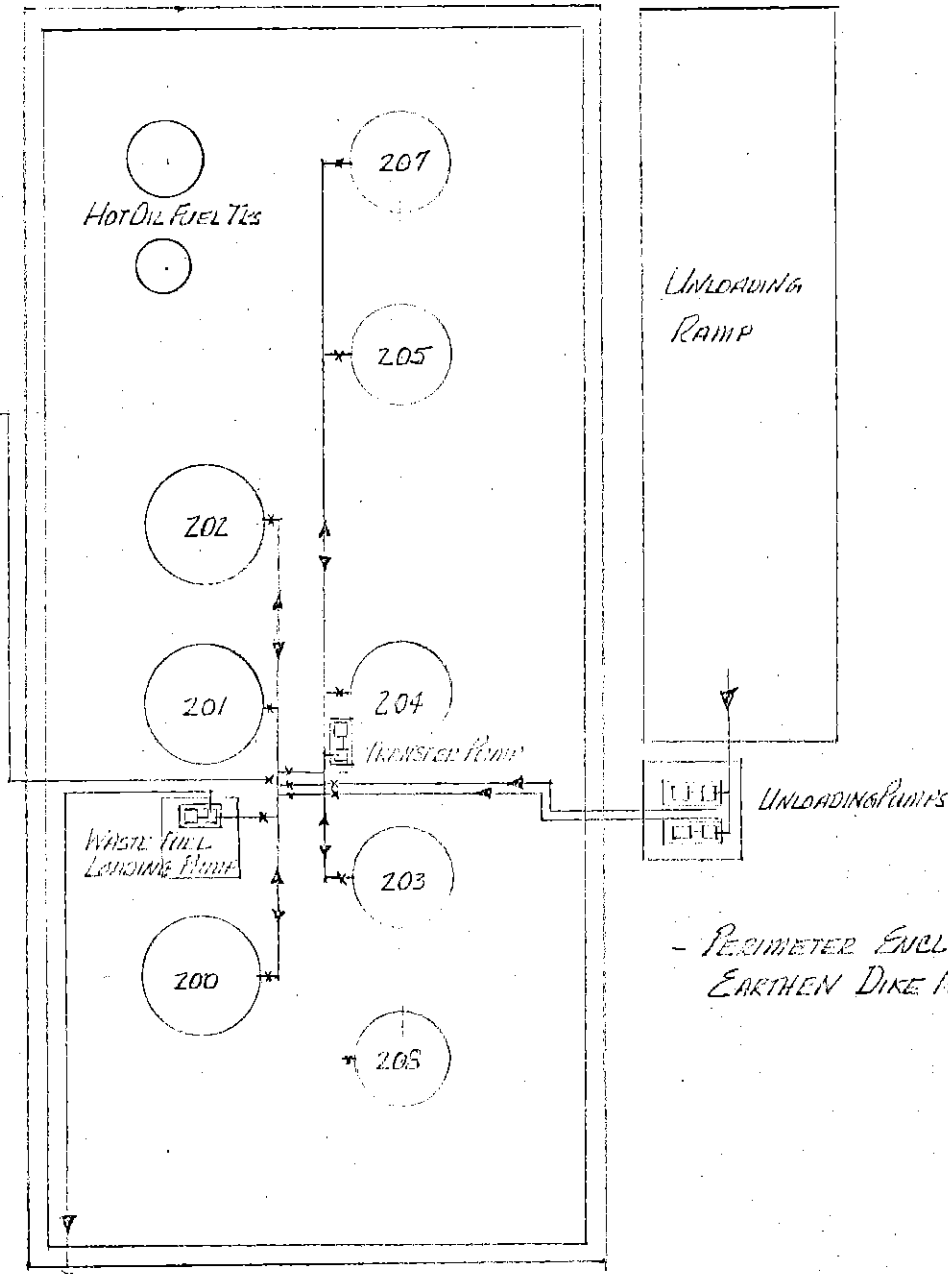 207
HOT OIL FUEL TKS
205
UNLOADING
RAMP
202
201
204
TRANSFER PUMP
UNLOADING PUMPS
WASTE FUEL
LOADING PUMP
203
200
- PERIMETER ENCL
EARTHEN DIKE
208